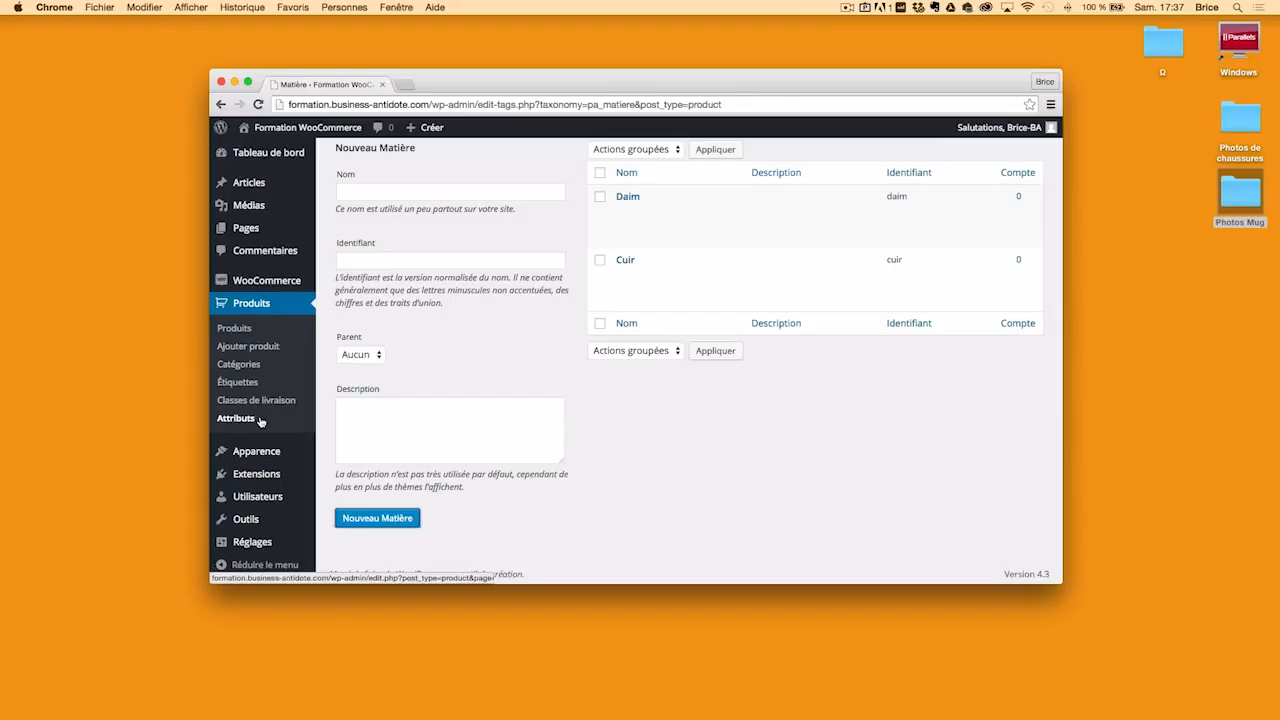 Chrome Fichier Modifier Afficher Historique Favoris Personnes Fenêtre Aide
1 100 % Sam. 17:37 Brice
Matière ‹ Formation WooC
Brice
formation.business-antidote.com/wp-admin/edit-tags.php?taxonomy=pa_matiere&post_type=product
Formation WooCommerce 0 + Créer Salutations, Brice-BA
Tableau de bord
Articles
Médias
Pages
Commentaires
WooCommerce
Produits
Produits
Ajouter produit
Catégories
Étiquettes
Classes de livraison
Attributs
Apparence
Extensions
Utilisateurs
Outils
Réglages
Réduire le menu
formation.business-antidote.com/wp-admin/edit.php?post_type=product&page=
Nouveau Matière
Nom
Ce nom est utilisé un peu partout sur votre site.
Identifiant
L'identifiant est la version normalisée du nom. Il ne contient
généralement que des lettres minuscules non accentuées, des
chiffres et des traits d'union.
Parent
Aucun
Description
La description n'est pas très utilisée par défaut, cependant de
plus en plus de thèmes l'affichent.
Nouveau Matière
création.
Actions groupées Appliquer
Nom Description Identifiant Compte
Daim daim 0
Cuir cuir 0
Nom Description Identifiant Compte
Actions groupées Appliquer
Version 4.3
Ω
|| Parallels
Windows
Photos de
chaussures
Photos Mug